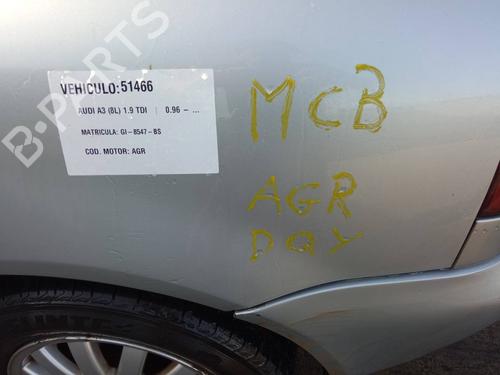 B-PARTS
VEHICULO:51466
AUDI A3 (8L) 1.9 TDI | 0.96 - ...
MATRICULA: GI-8547-BS
COD. MOTOR: AGR
MCB
AGR
DQY